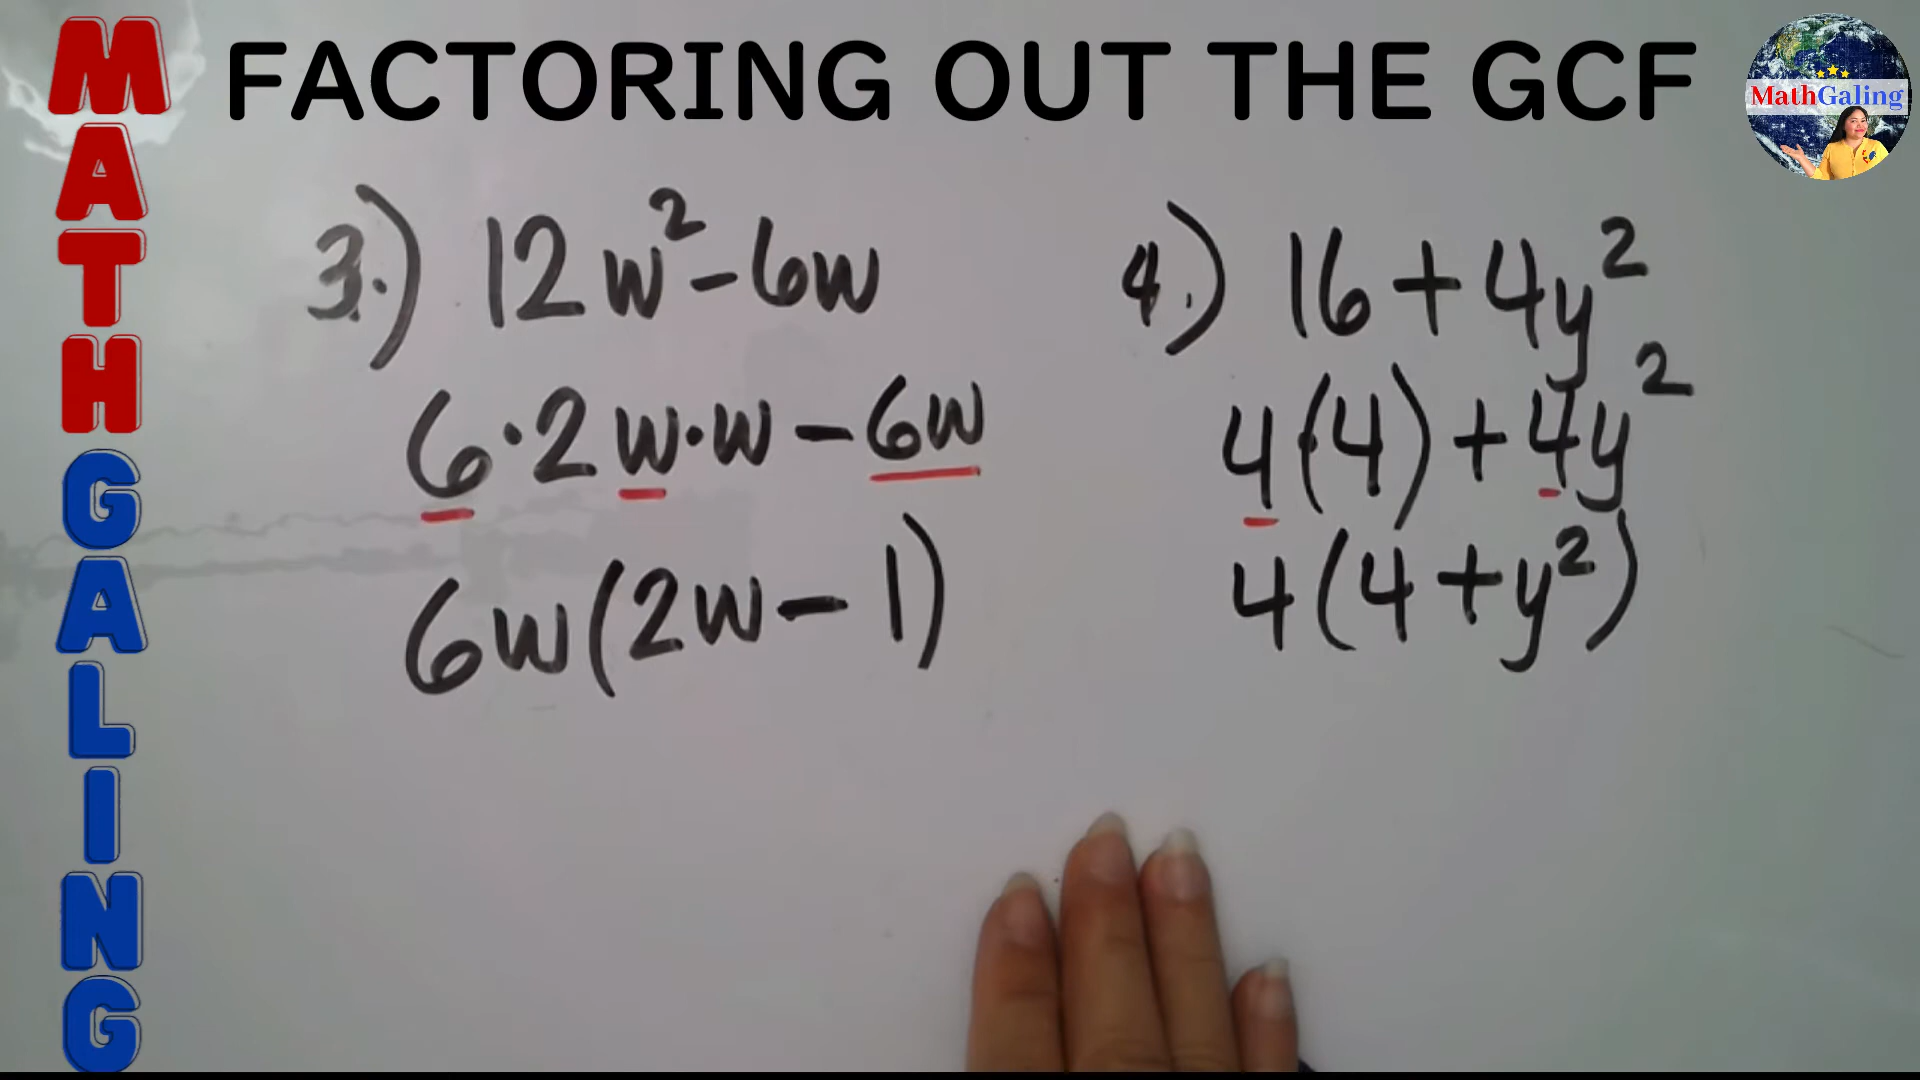 FACTORING OUT THE GCF
MATH GALING
MathGaling
3.) 12w² - 6w
6·2w·w - 6w
6w(2w - 1)
4.) 16 + 4y²
4(4) + 4y²
4(4 + y²)